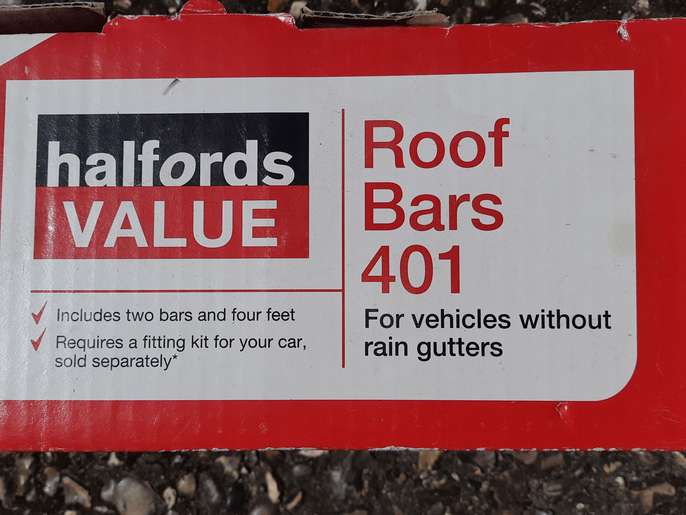 halfords
VALUE
Includes two bars and four feet
Requires a fitting kit for your car,
sold separately*
Roof
Bars
401
For vehicles without
rain gutters